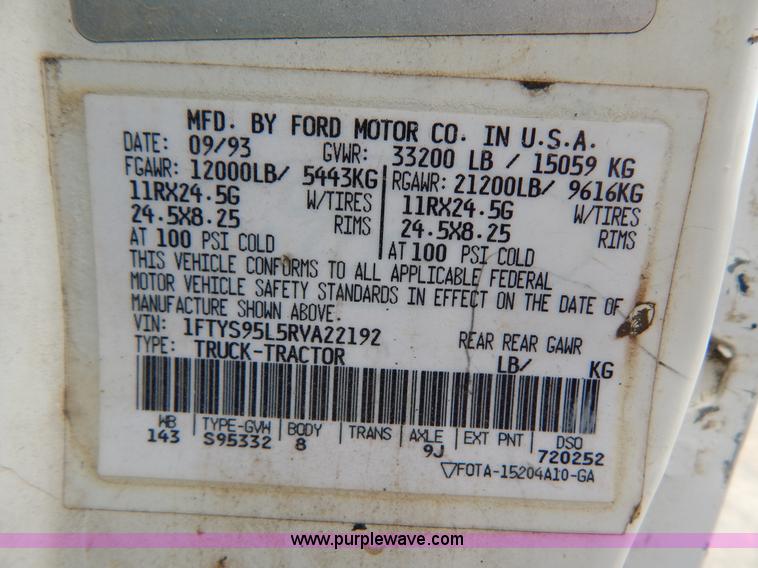 MFD. BY FORD MOTOR CO. IN U.S.A.
DATE: 09/93 GVWR: 33200 LB / 15059 KG
FGAWR: 12000LB/ 5443KG RGAWR: 21200LB/ 9616KG
11RX24.5G W/TIRES 11RX24.5G W/TIRES
24.5X8.25 RIMS 24.5X8.25 RIMS
AT 100 PSI COLD AT 100 PSI COLD
THIS VEHICLE CONFORMS TO ALL APPLICABLE FEDERAL
MOTOR VEHICLE SAFETY STANDARDS IN EFFECT ON THE DATE OF
MANUFACTURE SHOWN ABOVE.
VIN: 1FTYS95L5RVA22192 REAR REAR GAWR
TYPE: TRUCK-TRACTOR LB/ KG
WB TYPE-GVW BODY TRANS AXLE EXT PNT DSO
143 S95332 8 9J 720252
FOTA-15204A10-GA
www.purplewave.com